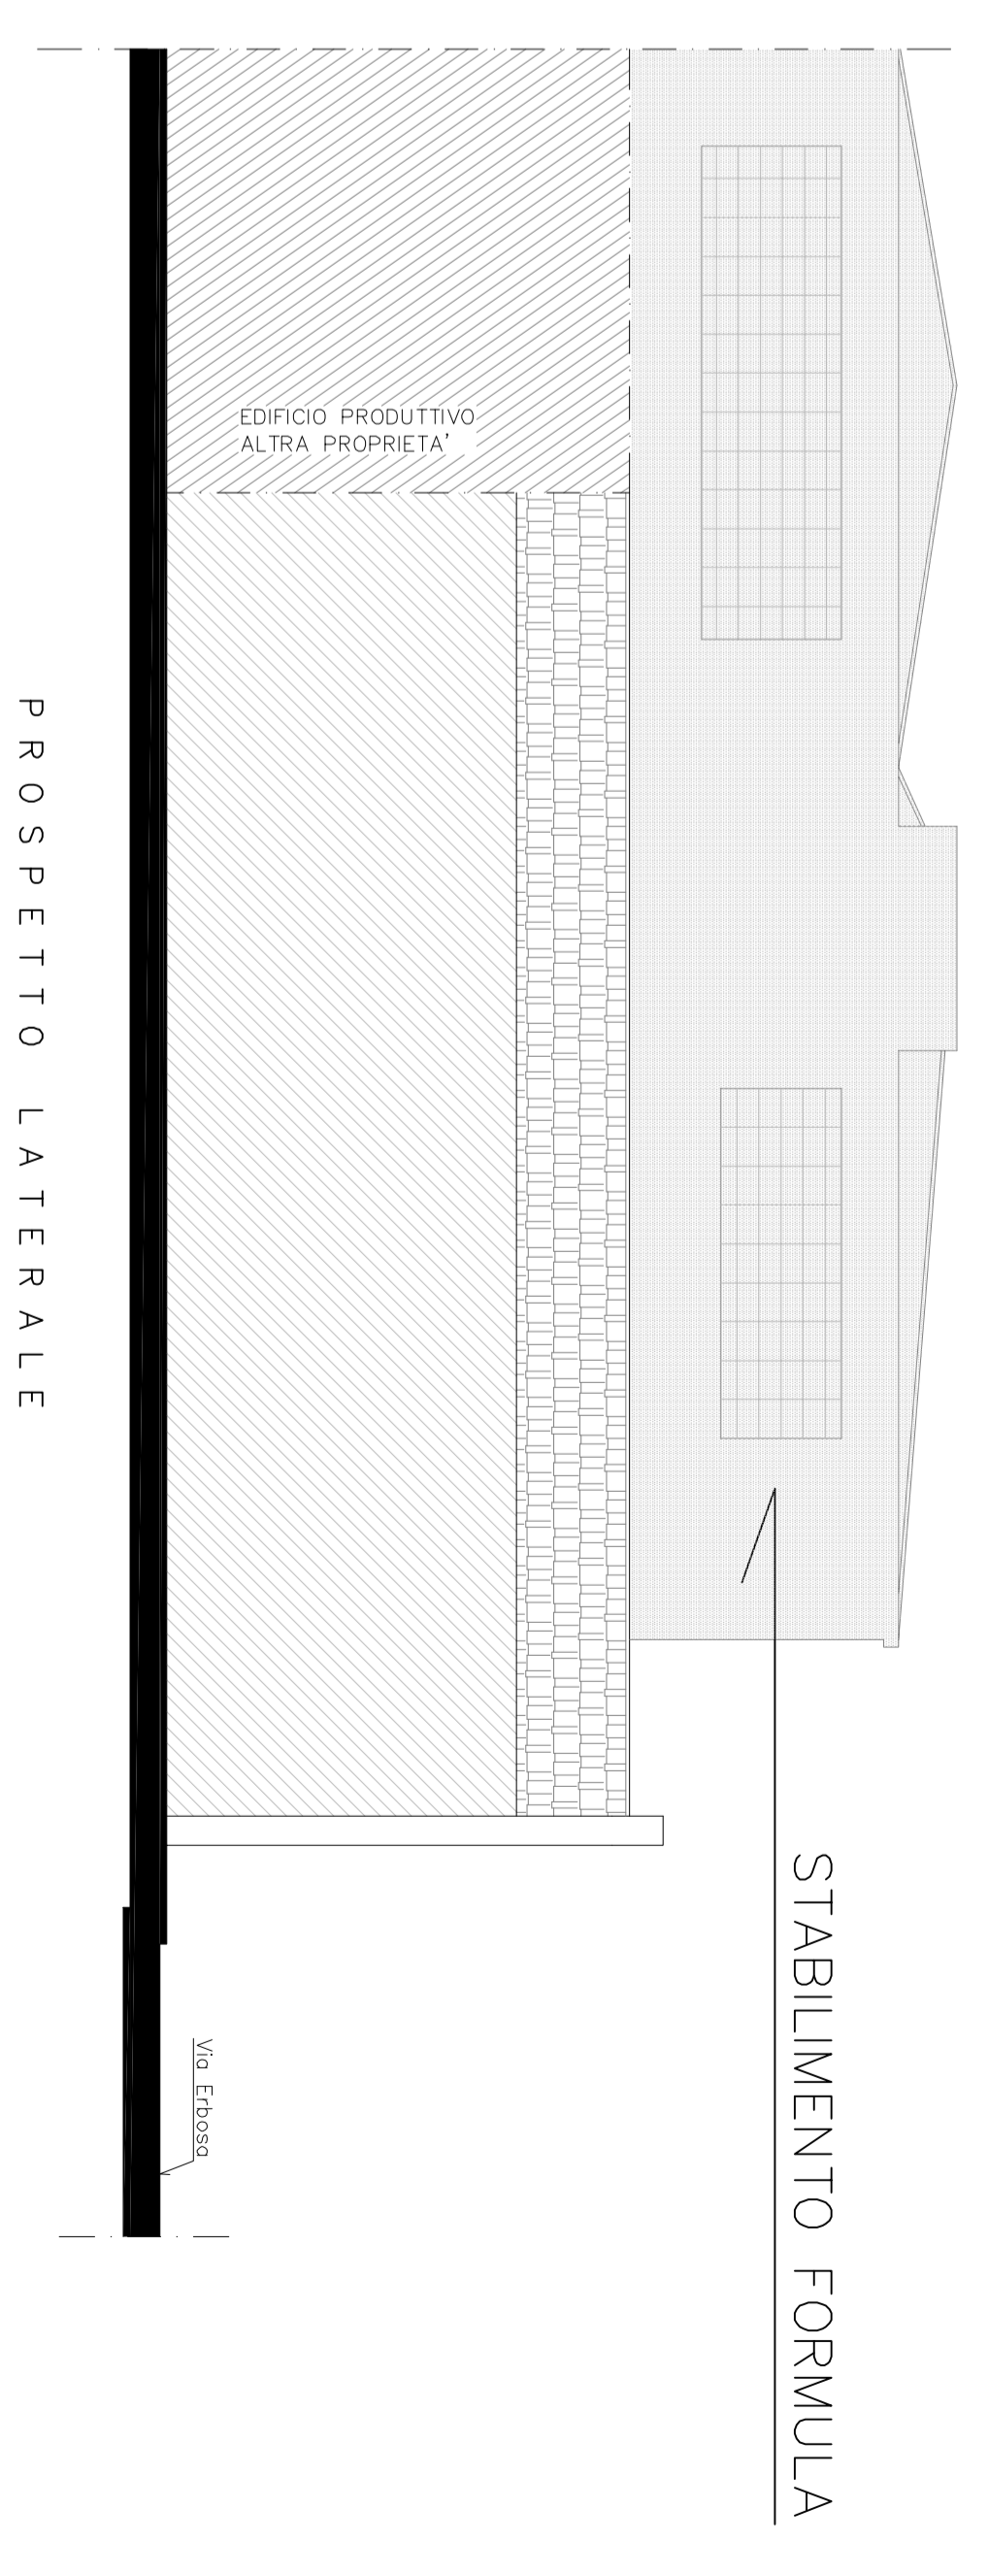 STABILIMENTO FORMULA
EDIFICIO PRODUTTIVO
ALTRA PROPRIETA'
Via Erbosa
PROSPETTO LATERALE